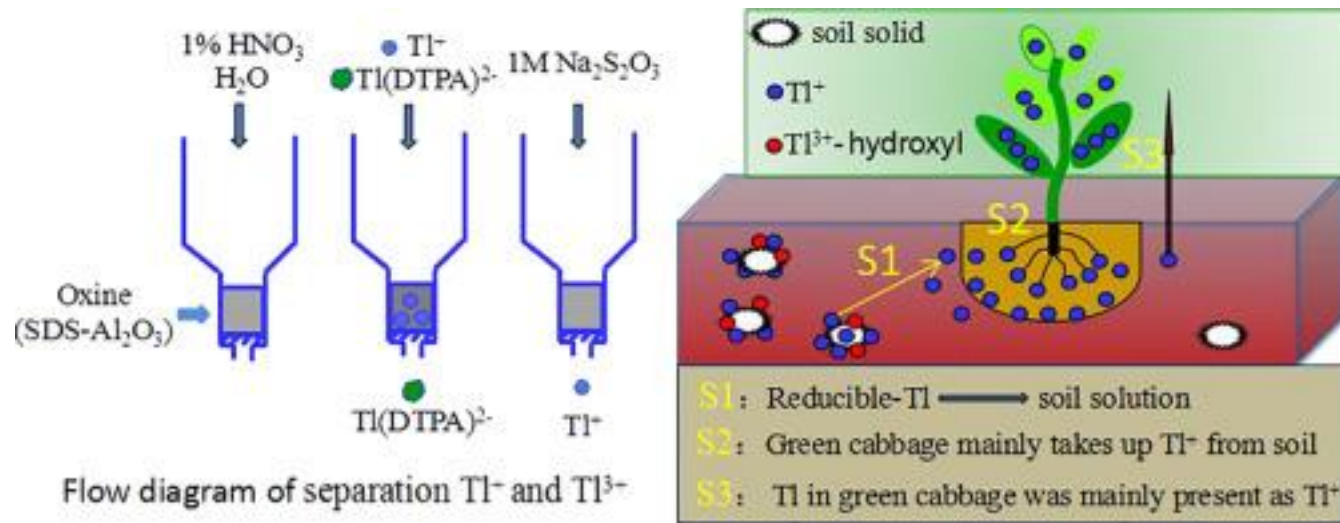 1% HNO₃
H₂O
Tl⁺
Tl(DTPA)²⁻
1M Na₂S₂O₃
Oxine
(SDS-Al₂O₃)
Tl(DTPA)²⁻
Tl⁺
Flow diagram of separation Tl⁺ and Tl³⁺
soil solid
Tl⁺
Tl³⁺- hydroxyl
S3
S2
S1
S1: Reducible-Tl → soil solution
S2: Green cabbage mainly takes up Tl⁺ from soil
S3: Tl in green cabbage was mainly present as Tl⁺